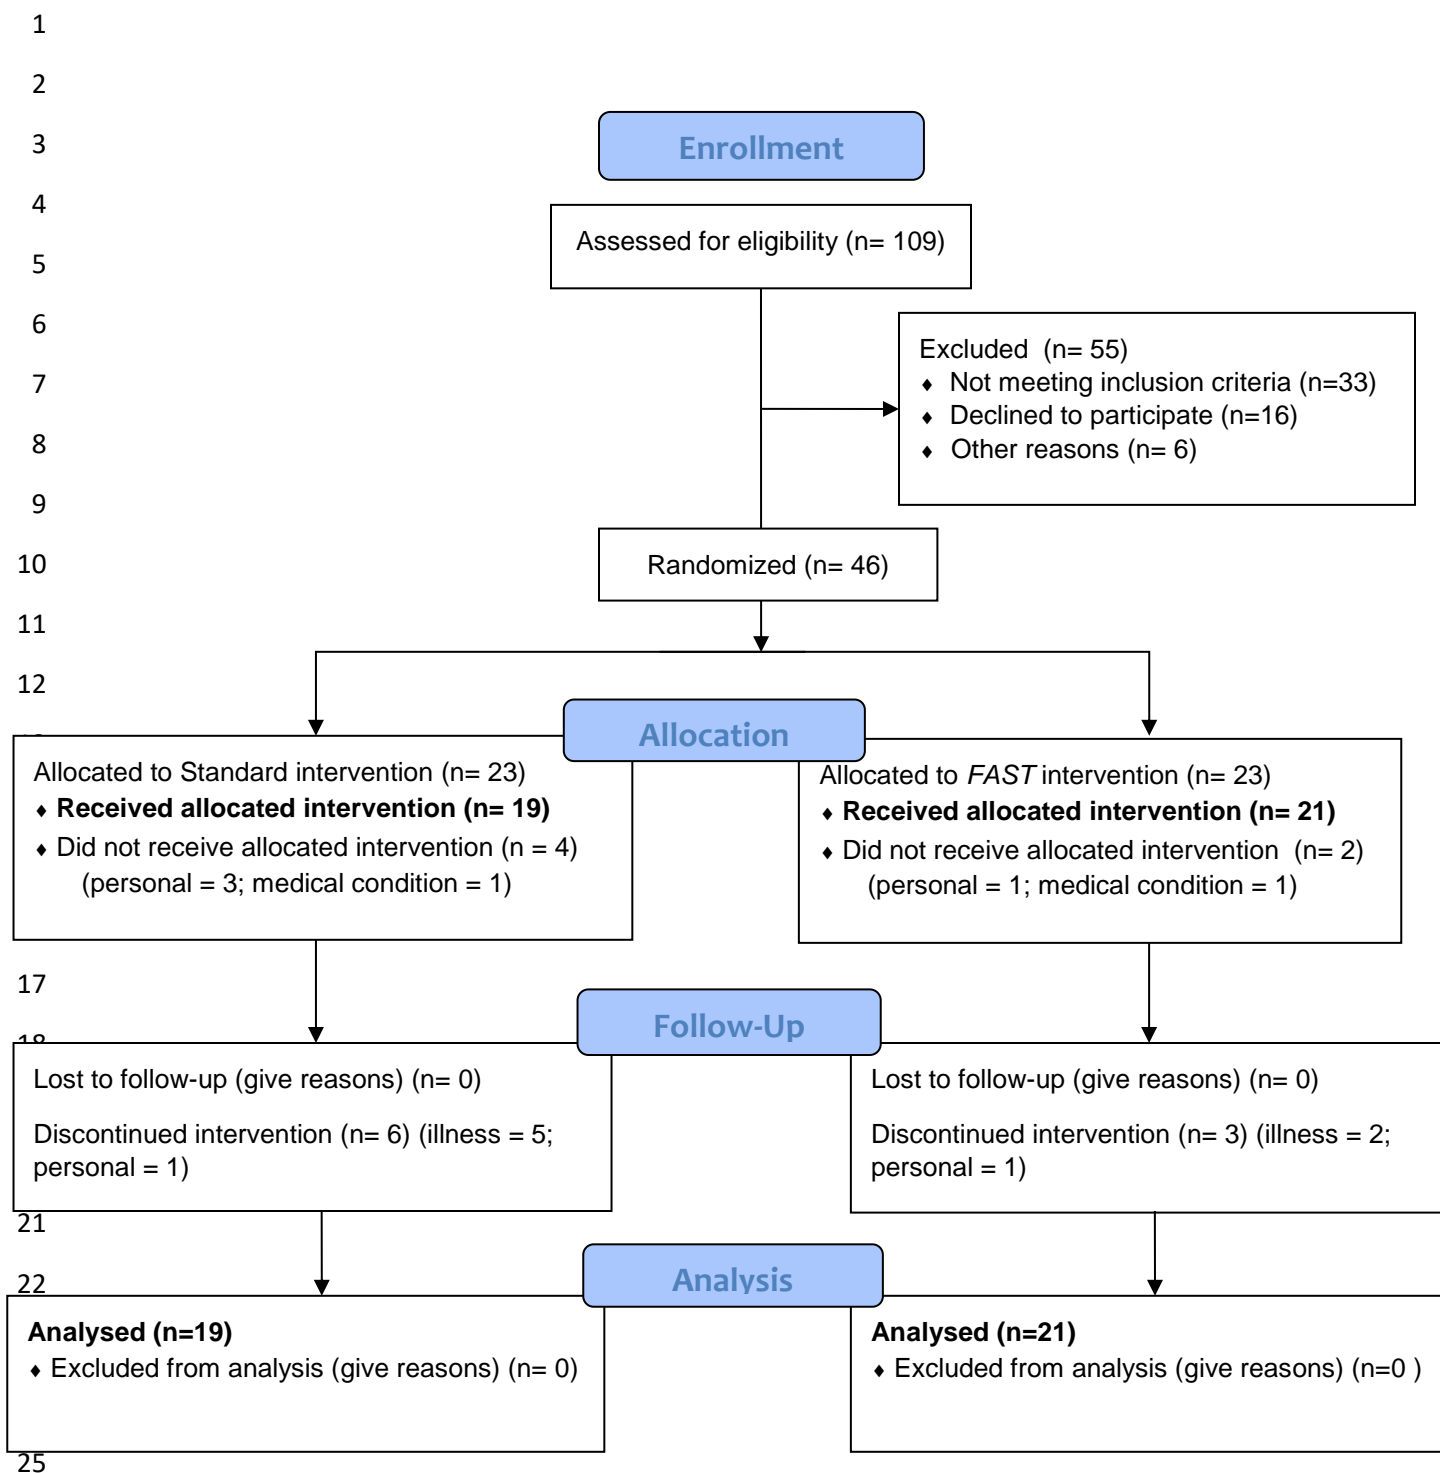 1
2
3
Enrollment
4
Assessed for eligibility (n= 109)
5
6
Excluded  (n= 55)
7
♦ Not meeting inclusion criteria (n=33)
♦ Declined to participate (n=16)
8
♦ Other reasons (n= 6)
9
10
Randomized (n= 46)
11
12
Allocation
Allocated to Standard intervention (n= 23)
♦ Received allocated intervention (n= 19)
♦ Did not receive allocated intervention (n = 4)
(personal = 3; medical condition = 1)
Allocated to FAST intervention (n= 23)
♦ Received allocated intervention (n= 21)
♦ Did not receive allocated intervention  (n= 2)
(personal = 1; medical condition = 1)
17
Follow-Up
18
Lost to follow-up (give reasons) (n= 0)
Discontinued intervention (n= 6) (illness = 5;
personal = 1)
Lost to follow-up (give reasons) (n= 0)
Discontinued intervention (n= 3) (illness = 2;
personal = 1)
21
Analysis
22
Analysed (n=19)
♦ Excluded from analysis (give reasons) (n= 0)
Analysed (n=21)
♦ Excluded from analysis (give reasons) (n=0 )
25